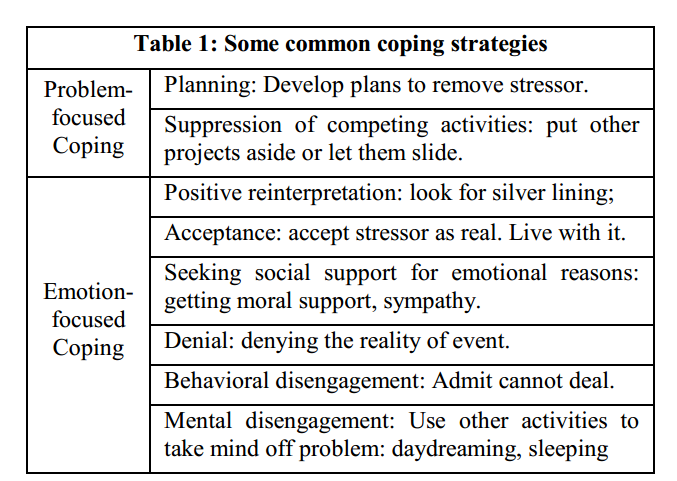 Table 1: Some common coping strategies
Problem-
focused
Coping
Planning: Develop plans to remove stressor.
Suppression of competing activities: put other
projects aside or let them slide.
Emotion-
focused
Coping
Positive reinterpretation: look for silver lining;
Acceptance: accept stressor as real. Live with it.
Seeking social support for emotional reasons:
getting moral support, sympathy.
Denial: denying the reality of event.
Behavioral disengagement: Admit cannot deal.
Mental disengagement: Use other activities to
take mind off problem: daydreaming, sleeping